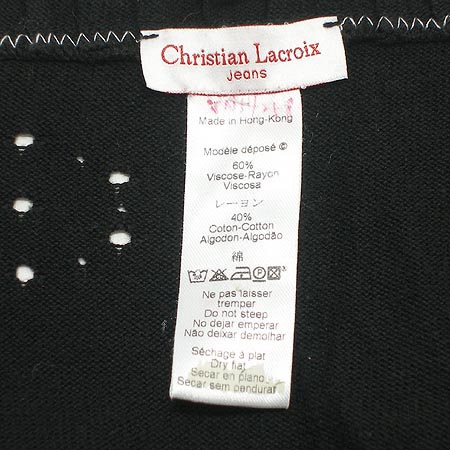 Christian Lacroix
Jeans
Made in Hong-Kong
Modèle déposé ©
60%
Viscose-Rayon
Viscosa
レーヨン
40%
Coton-Cotton
Algodon-Algodão
綿
Ne pas laisser
tremper
Do not steep
No dejar emperar
Não deixar demolhar
Séchage à plat
Dry flat
Secar en plano
Secar sem pendurar